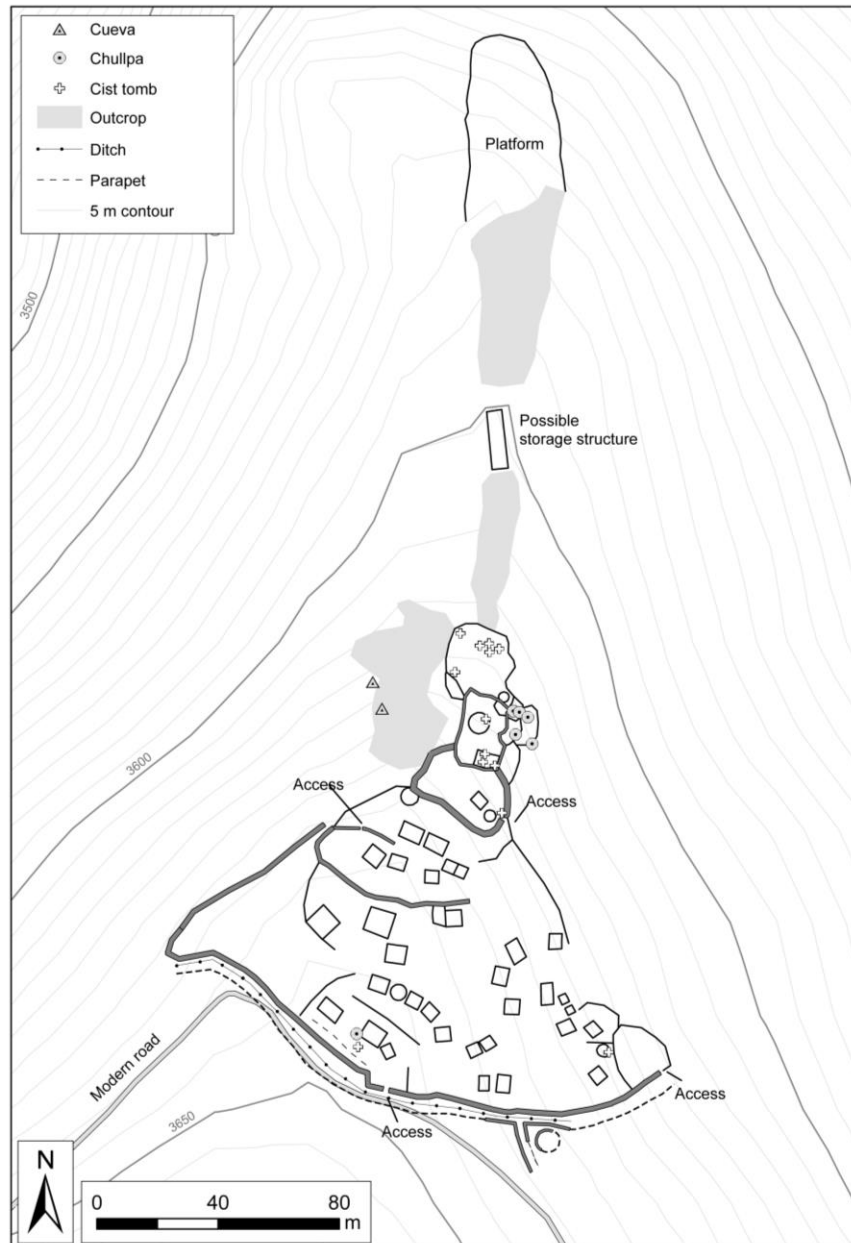 Cueva
Chullpa
Cist tomb
Outcrop
Ditch
Parapet
5 m contour
Platform
3500
Possible
storage structure
3600
Access
Access
Modern road
Access
Access
3650
N
0 40 80
m